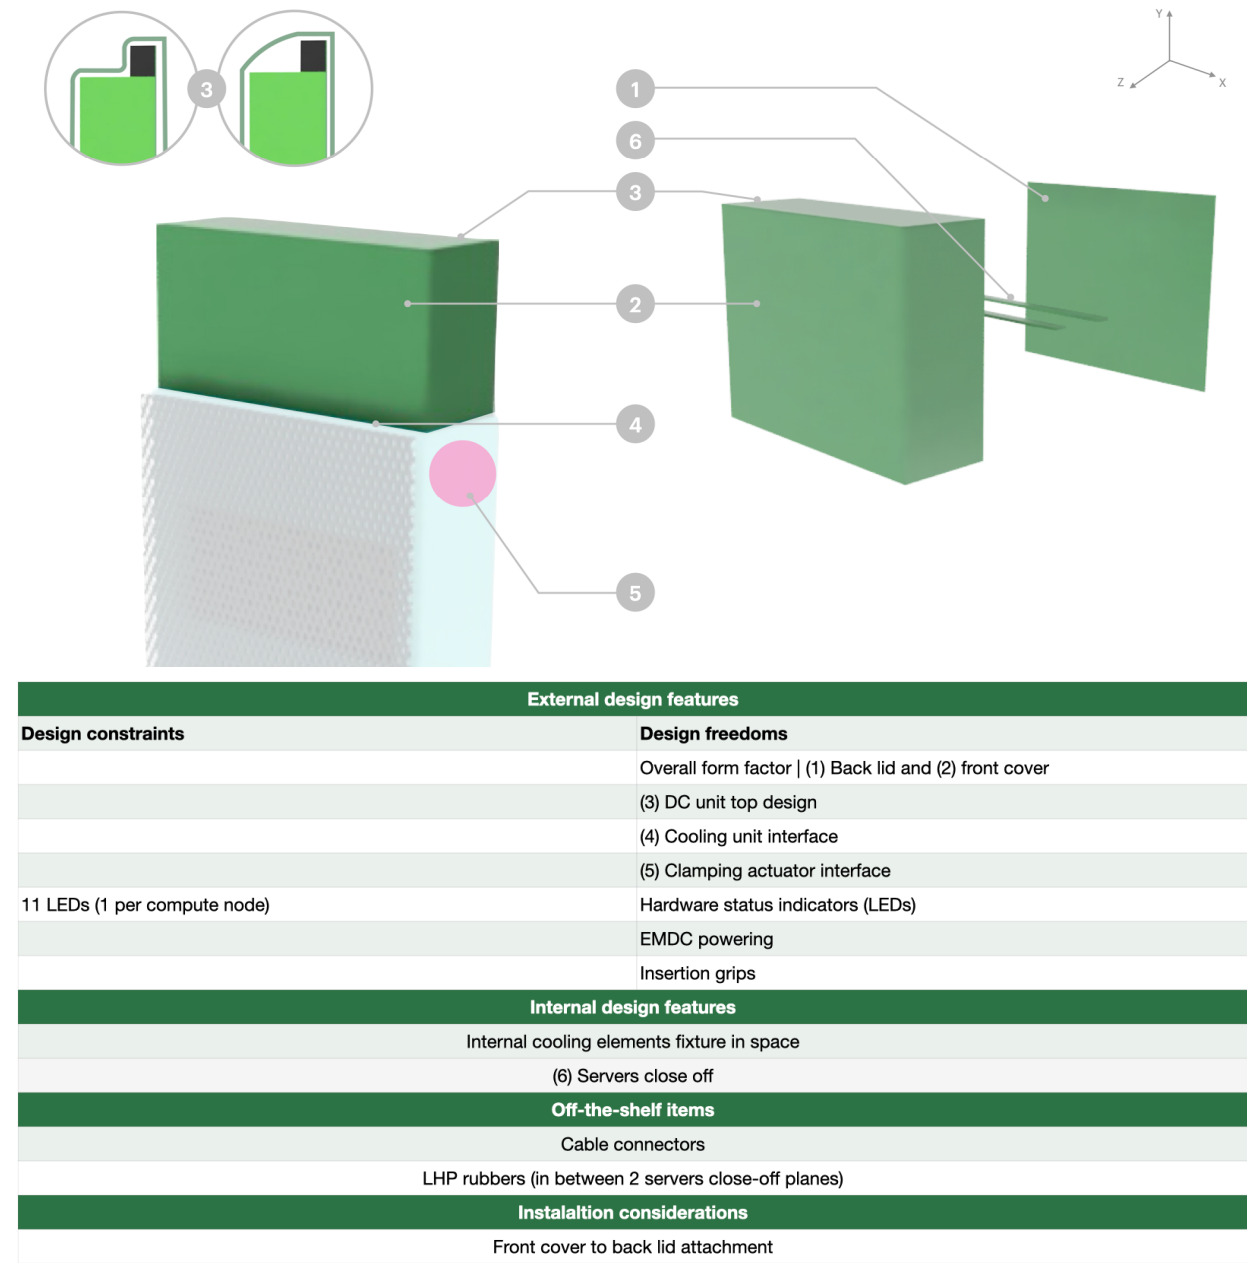 Y
Z
X
3
1
6
3
2
4
5
External design features
Design constraints
Design freedoms
Overall form factor | (1) Back lid and (2) front cover
(3) DC unit top design
(4) Cooling unit interface
(5) Clamping actuator interface
11 LEDs (1 per compute node)
Hardware status indicators (LEDs)
EMDC powering
Insertion grips
Internal design features
Internal cooling elements fixture in space
(6) Servers close off
Off-the-shelf items
Cable connectors
LHP rubbers (in between 2 servers close-off planes)
Instalaltion considerations
Front cover to back lid attachment